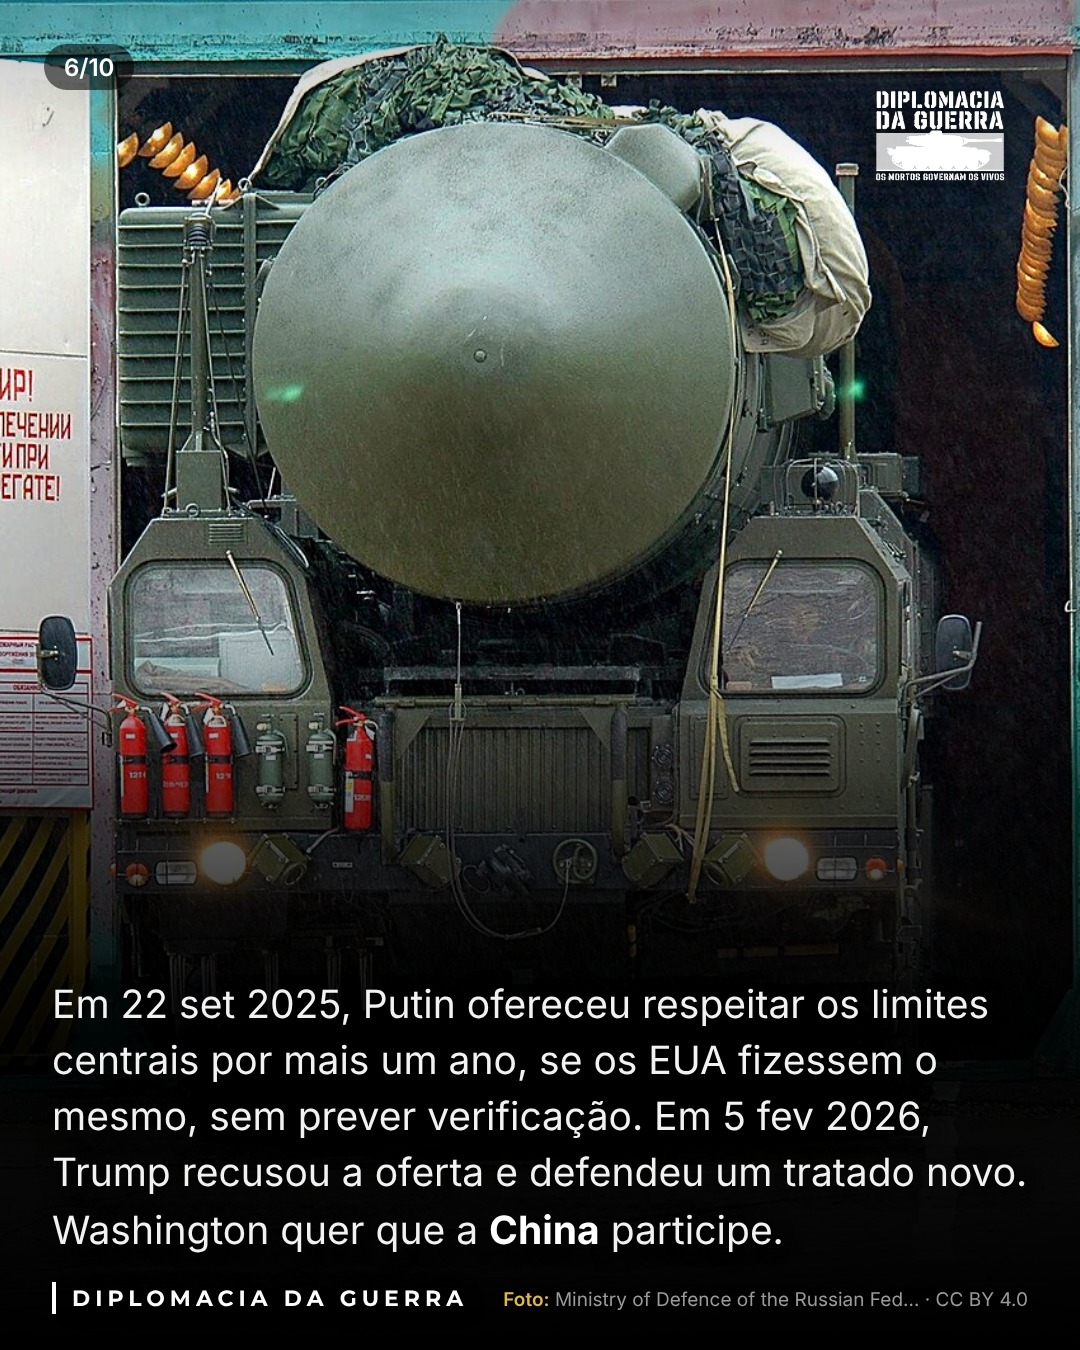 6/10
DIPLOMACIA
DA GUERRA
OS MORTOS GOVERNAM OS VIVOS
ИР!
ПЕЧЕНИИ
ТИ ПРИ
ЕГАТЕ!
Em 22 set 2025, Putin ofereceu respeitar os limites
centrais por mais um ano, se os EUA fizessem o
mesmo, sem prever verificação. Em 5 fev 2026,
Trump recusou a oferta e defendeu um tratado novo.
Washington quer que a China participe.
DIPLOMACIA DA GUERRA
Foto: Ministry of Defence of the Russian Fed... · CC BY 4.0